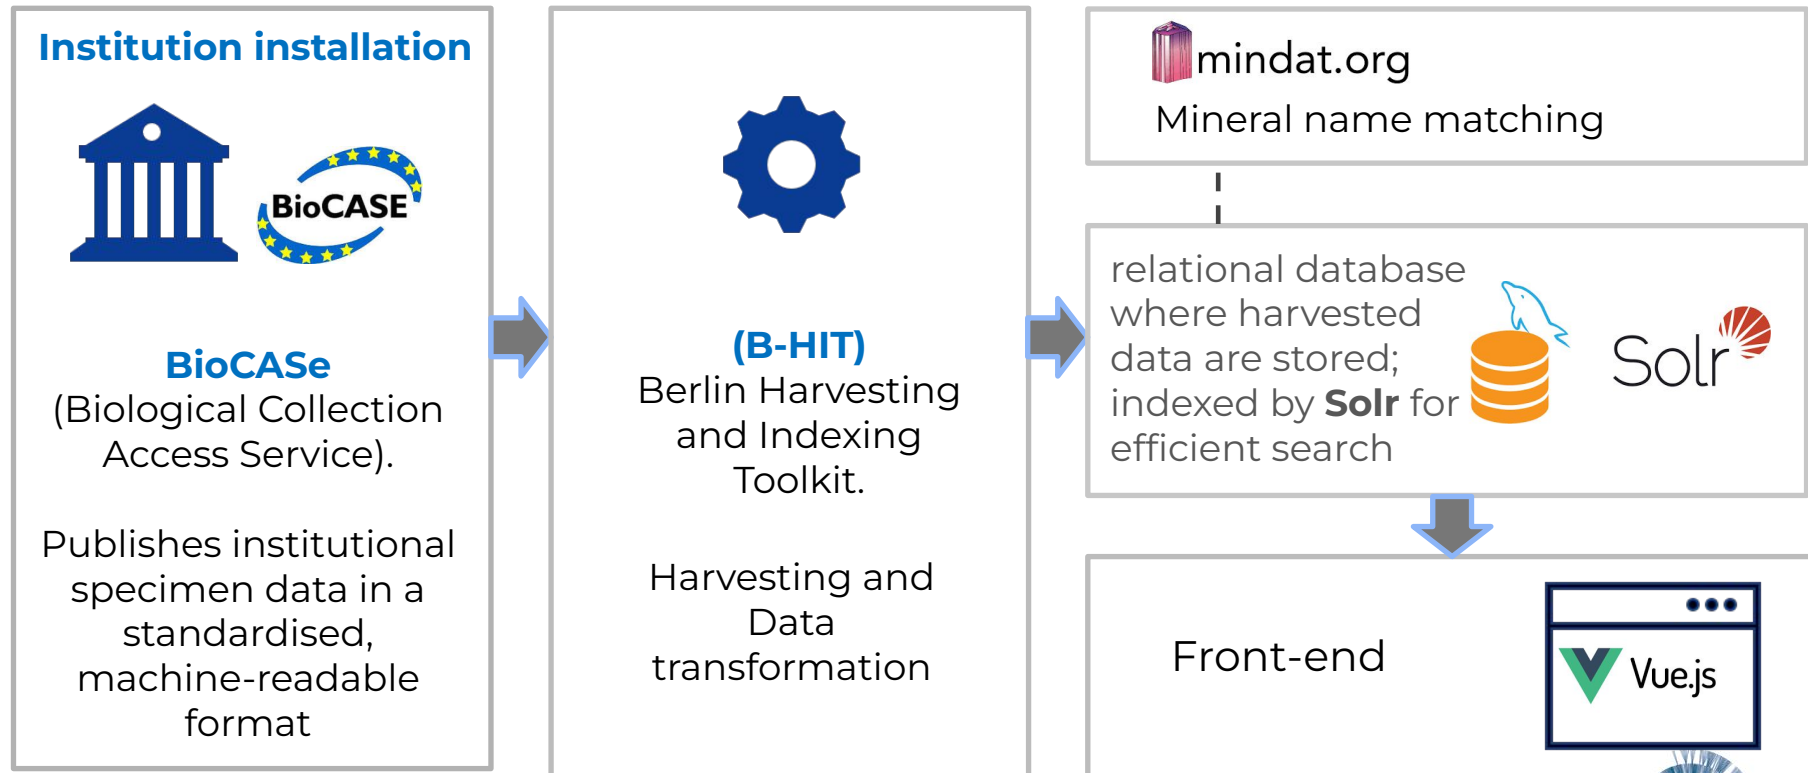 Institution installation
BioCASE
BioCASe
(Biological Collection
Access Service).
Publishes institutional
specimen data in a
standardised,
machine-readable
format
(B-HIT)
Berlin Harvesting
and Indexing
Toolkit.
Harvesting and
Data
transformation
mindat.org
Mineral name matching
relational database
where harvested
data are stored;
indexed by Solr for
efficient search
Solr
Front-end
Vue.js